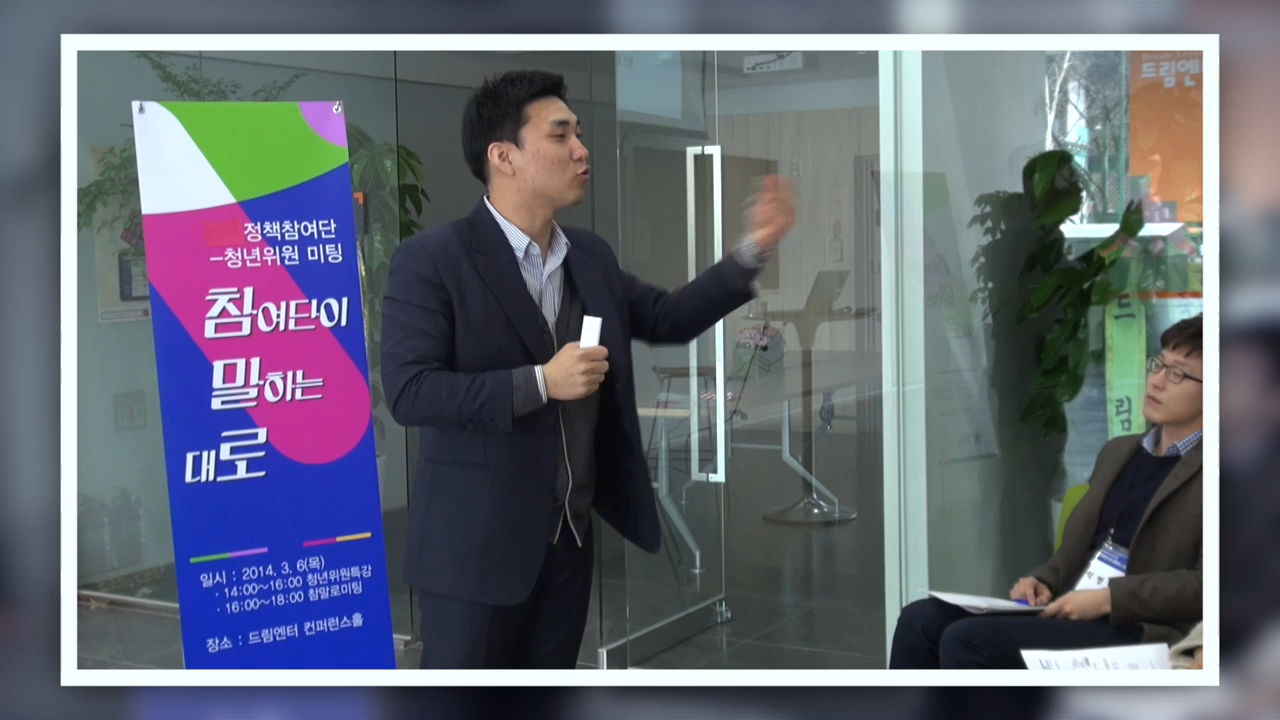 정책참여단
-청년위원 미팅
참여단이
말하는
대로
일시 : 2014. 3. 6(목)
· 14:00~16:00 청년위원특강
· 16:00~18:00 참말로미팅
장소 : 드림엔터 컨퍼런스홀
드림엔
드
림